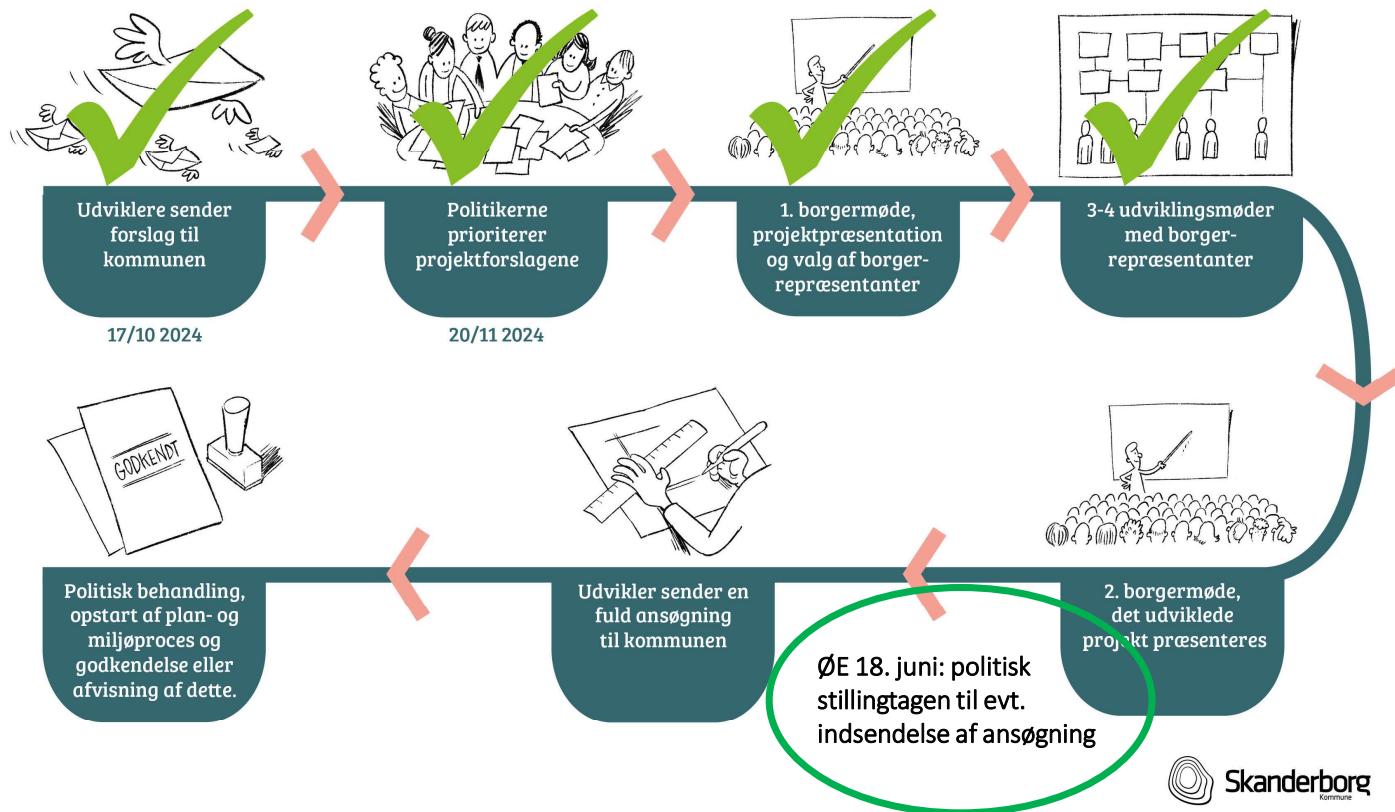 Udviklere sender
forslag til
kommunen
17/10 2024
Politikerne
prioriterer
projektforslagene
20/11 2024
1. borgermøde,
projektpræsentation
og valg af borger-
repræsentanter
3-4 udviklingsmøder
med borger-
repræsentanter
2. borgermøde,
det udviklede
projekt præsenteres
ØE 18. juni: politisk
stillingtagen til evt.
indsendelse af ansøgning
Udvikler sender en
fuld ansøgning
til kommunen
GODKENDT
Politisk behandling,
opstart af plan- og
miljøproces og
godkendelse eller
afvisning af dette.
Skanderborg
Kommune